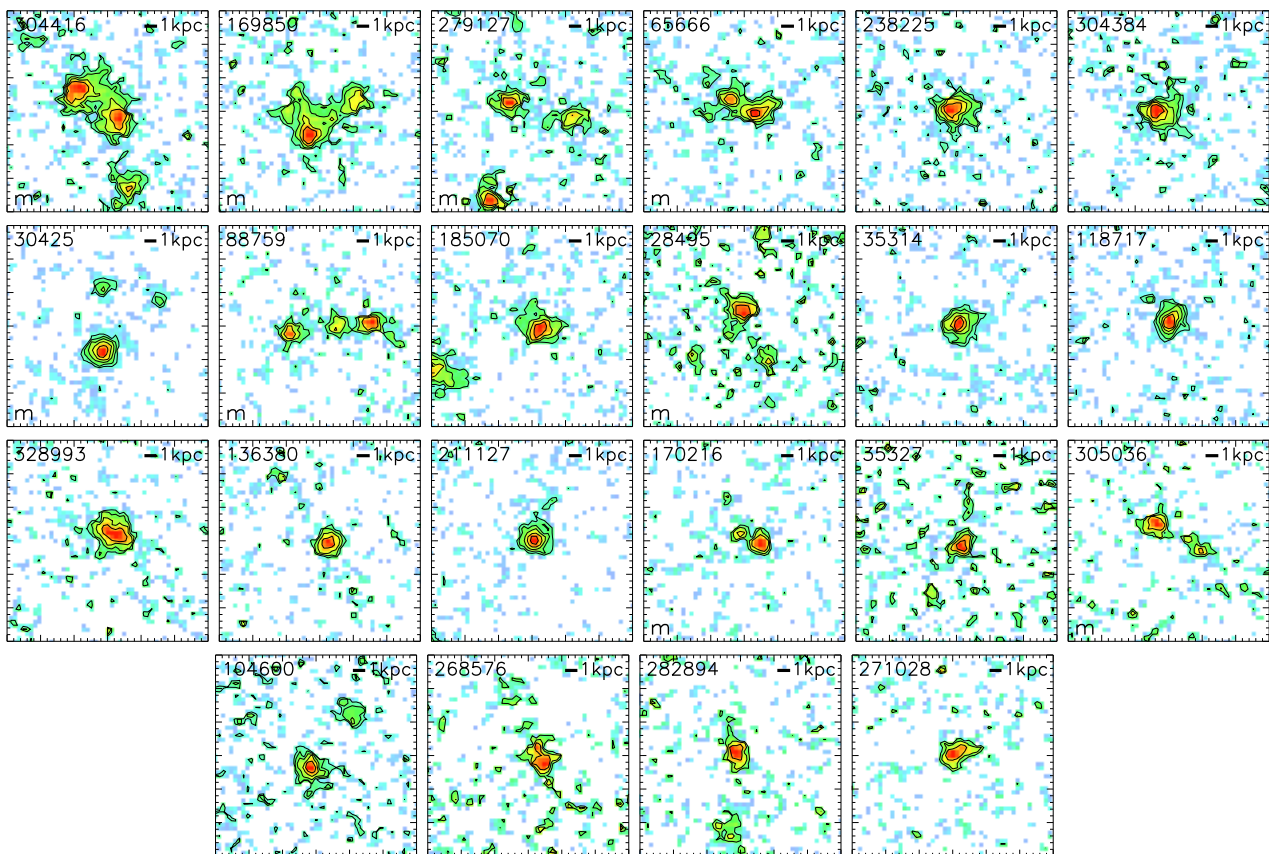 304416 1kpc
m
169850 1kpc
279127 1kpc
m
65666 1kpc
m
238225 1kpc
304384 1kpc
m
30425 1kpc
88759 1kpc
m
185070 1kpc
28495 1kpc
m
35314 1kpc
118717 1kpc
328993 1kpc
136380 1kpc
211127 1kpc
170216 1kpc
m
35327 1kpc
305036 1kpc
104600 1kpc
268576 1kpc
282894 1kpc
271028 1kpc